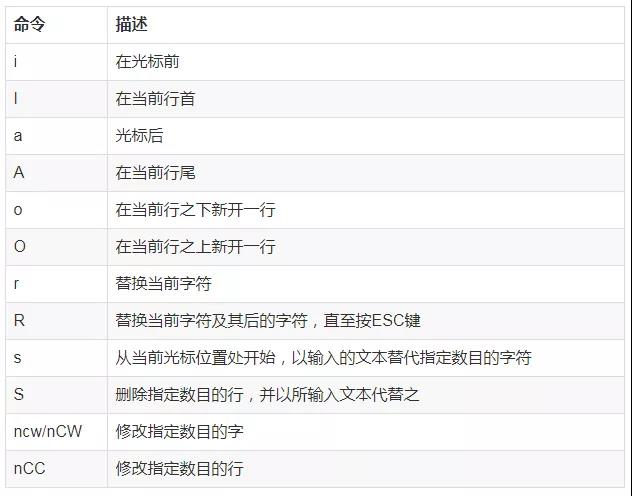 命令 描述
i 在光标前
I 在当前行首
a 光标后
A 在当前行尾
o 在当前行之下新开一行
O 在当前行之上新开一行
r 替换当前字符
R 替换当前字符及其后的字符，直至按ESC键
s 从当前光标位置处开始，以输入的文本替代指定数目的字符
S 删除指定数目的行，并以所输入文本代替之
ncw/nCW 修改指定数目的字
nCC 修改指定数目的行